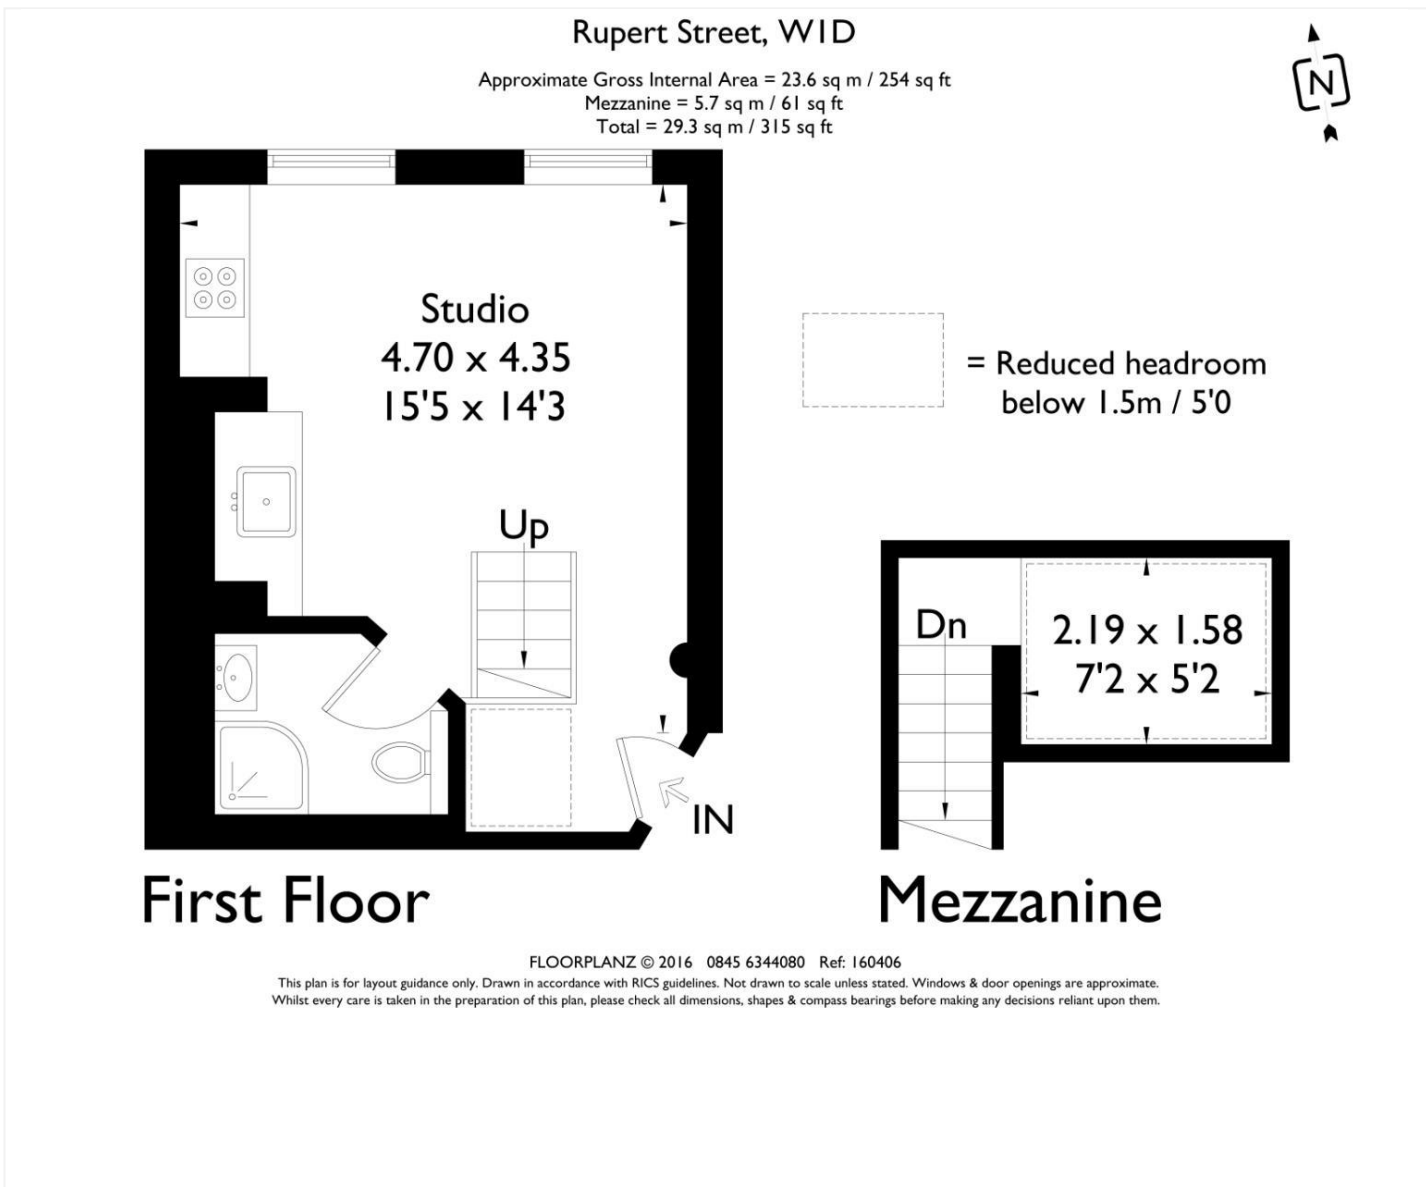 Rupert Street, W1D
Approximate Gross Internal Area = 23.6 sq m / 254 sq ft
Mezzanine = 5.7 sq m / 61 sq ft
Total = 29.3 sq m / 315 sq ft
N
Studio
4.70 x 4.35
15'5 x 14'3
= Reduced headroom
below 1.5m / 5'0
Up
Dn
2.19 x 1.58
7'2 x 5'2
IN
First Floor
Mezzanine
FLOORPLANZ © 2016 0845 6344080 Ref: 160406
This plan is for layout guidance only. Drawn in accordance with RICS guidelines. Not drawn to scale unless stated. Windows & door openings are approximate.
Whilst every care is taken in the preparation of this plan, please check all dimensions, shapes & compass bearings before making any decisions reliant upon them.